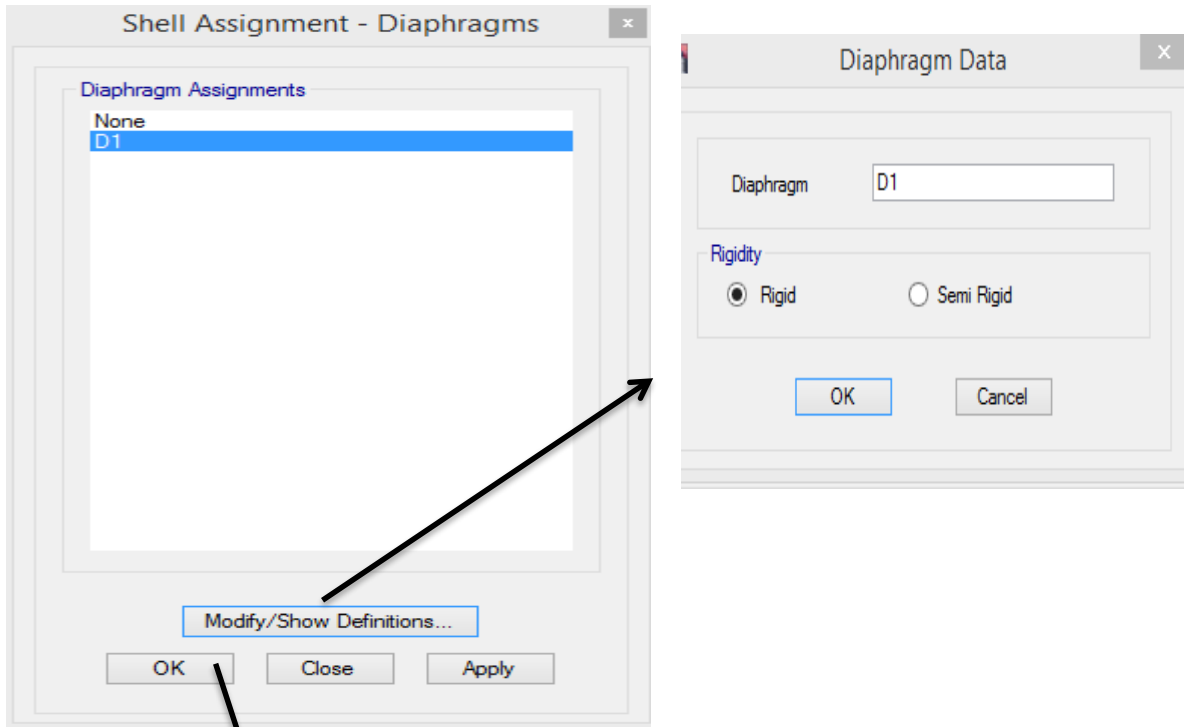 Shell Assignment - Diaphragms
x
Diaphragm Assignments
None
D1
Modify/Show Definitions...
OK Close Apply
Diaphragm Data
X
Diaphragm D1
Rigidity
Rigid Semi Rigid
OK Cancel